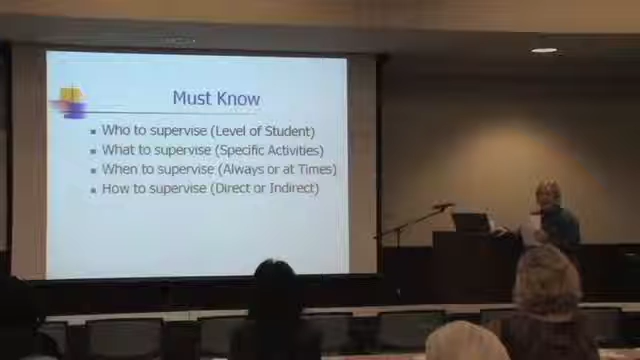 Must Know
Who to supervise (Level of Student)
What to supervise (Specific Activities)
When to supervise (Always or at Times)
How to supervise (Direct or Indirect)